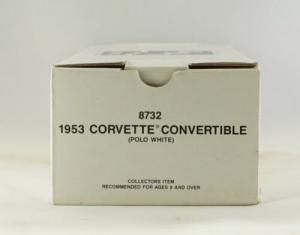 8732
1953 CORVETTE® CONVERTIBLE
(POLO WHITE)
COLLECTORS ITEM
RECOMMENDED FOR AGES 8 AND OVER